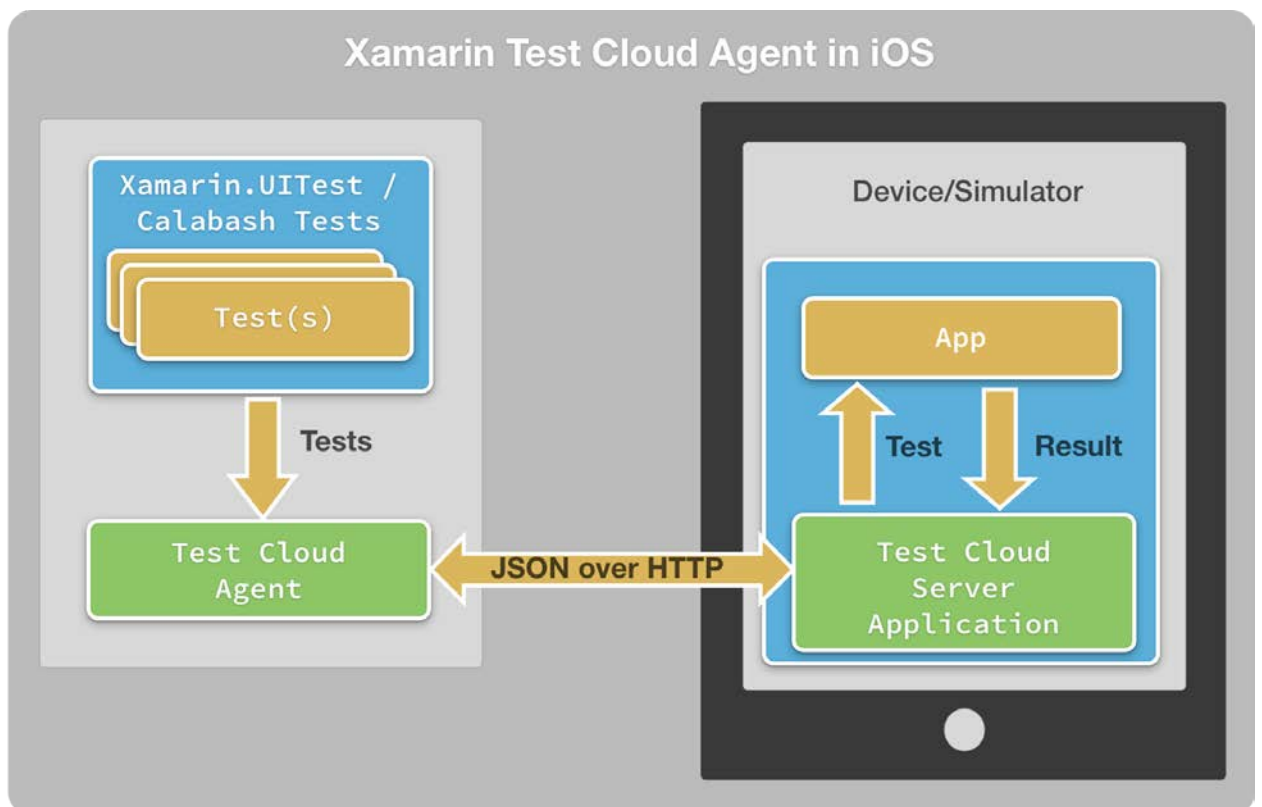 Xamarin Test Cloud Agent in iOS
Xamarin.UITest /
Calabash Tests
Test(s)
Tests
Test Cloud
Agent
JSON over HTTP
Device/Simulator
App
Test
Result
Test Cloud
Server
Application